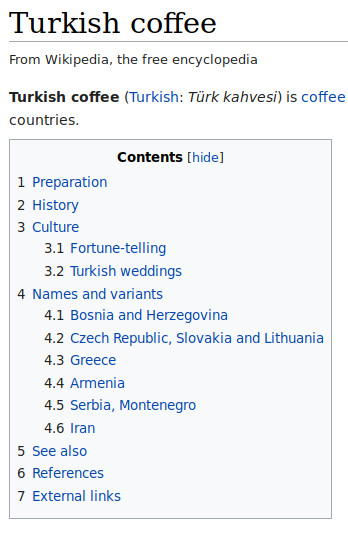 Turkish coffee
From Wikipedia, the free encyclopedia
Turkish coffee (Turkish: Türk kahvesi) is coffee
countries.
Contents [hide]
1 Preparation
2 History
3 Culture
3.1 Fortune-telling
3.2 Turkish weddings
4 Names and variants
4.1 Bosnia and Herzegovina
4.2 Czech Republic, Slovakia and Lithuania
4.3 Greece
4.4 Armenia
4.5 Serbia, Montenegro
4.6 Iran
5 See also
6 References
7 External links